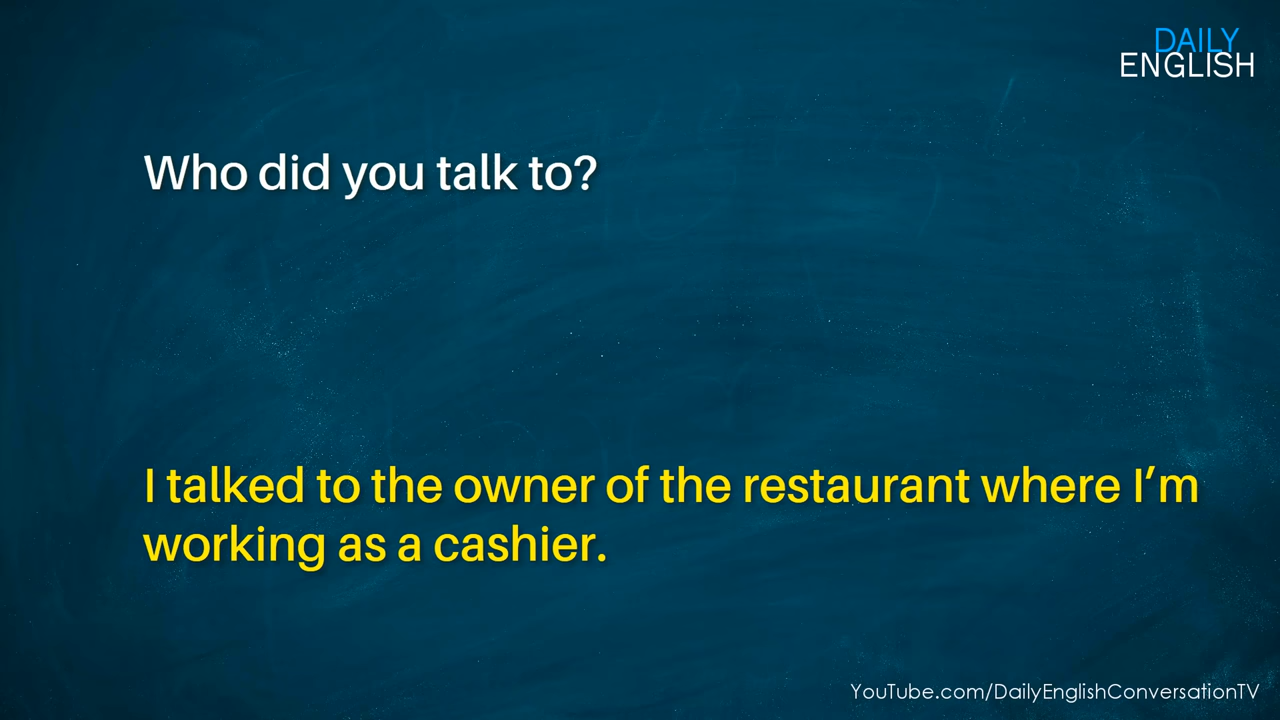 DAILY
ENGLISH
Who did you talk to?
I talked to the owner of the restaurant where I’m
working as a cashier.
YouTube.com/DailyEnglishConversationTV